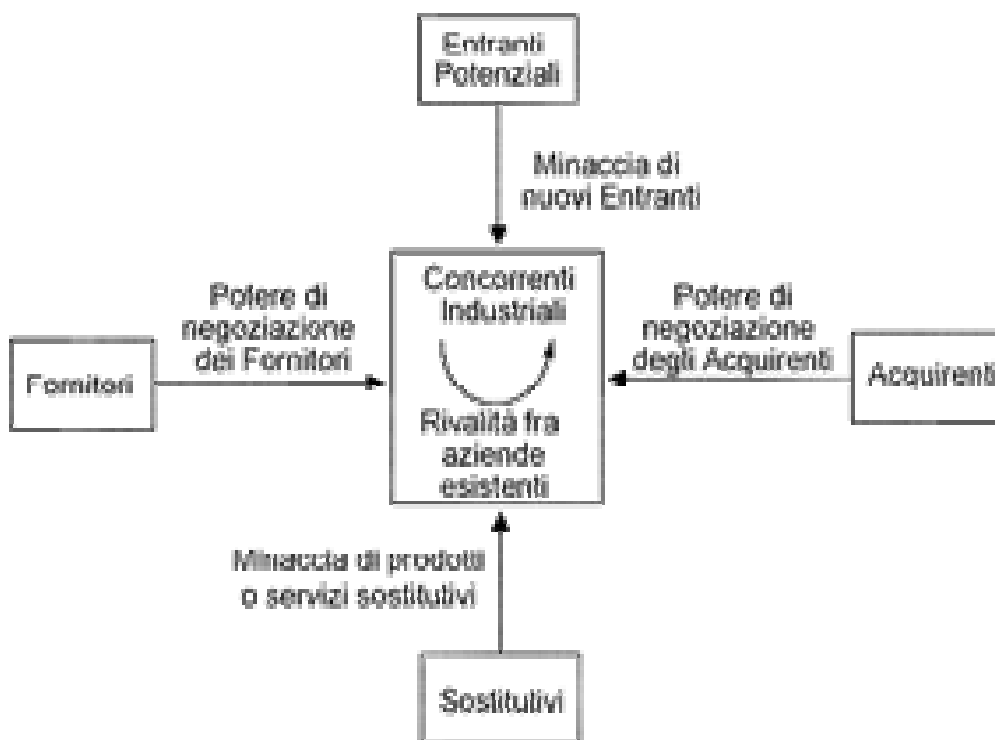 Entranti
Potenziali
Minaccia di
nuovi Entranti
Concorrenti
Industriali
Potere di
negoziazione
dei Fornitori
Potere di
negoziazione
degli Acquirenti
Fornitori
Acquirenti
Rivalità fra
aziende
esistenti
Minaccia di prodotti
o servizi sostitutivi
Sostitutivi